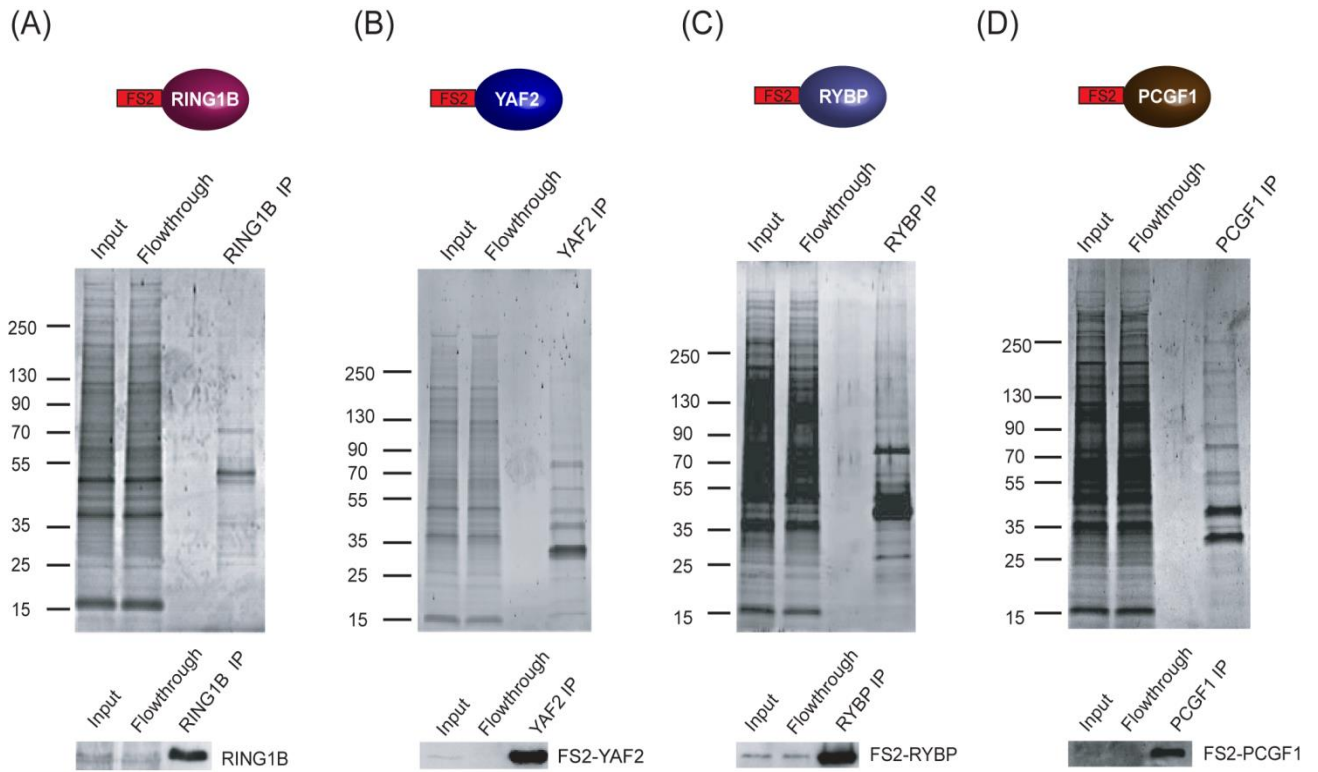 (A)
FS2 RING1B
Input Flowthrough RING1B IP
250
130
90
70
55
35
25
15
Input Flowthrough RING1B IP
RING1B
(B)
FS2 YAF2
Input Flowthrough YAF2 IP
250
130
90
70
55
35
25
15
Input Flowthrough YAF2 IP
FS2-YAF2
(C)
FS2 RYBP
Input Flowthrough RYBP IP
250
130
90
70
55
35
25
15
Input Flowthrough RYBP IP
FS2-RYBP
(D)
FS2 PCGF1
Input Flowthrough PCGF1 IP
250
130
90
70
55
35
25
15
Input Flowthrough PCGF1 IP
FS2-PCGF1